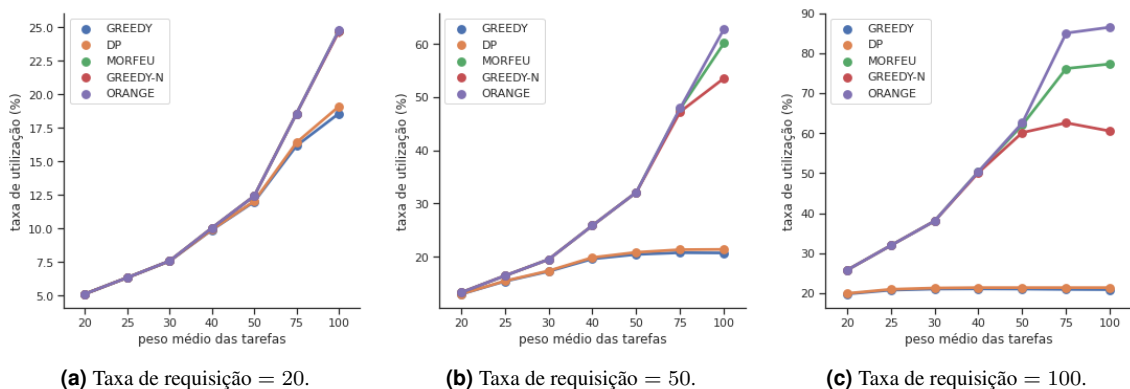 GREEDY
DP
MORFEU
GREEDY-N
ORANGE
taxa de utilização (%)
25.0
22.5
20.0
17.5
15.0
12.5
10.0
7.5
5.0
20 25 30 40 50 75 100
peso médio das tarefas
(a) Taxa de requisição = 20.
GREEDY
DP
MORFEU
GREEDY-N
ORANGE
taxa de utilização (%)
60
50
40
30
20
20 25 30 40 50 75 100
peso médio das tarefas
(b) Taxa de requisição = 50.
GREEDY
DP
MORFEU
GREEDY-N
ORANGE
taxa de utilização (%)
90
80
70
60
50
40
30
20
20 25 30 40 50 75 100
peso médio das tarefas
(c) Taxa de requisição = 100.